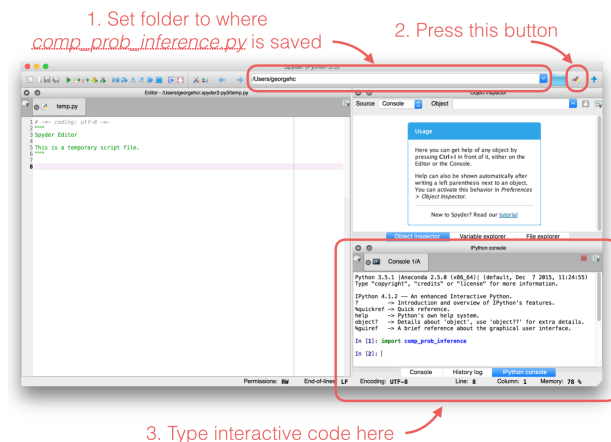 1. Set folder to where
comp_prob_inference.py is saved
2. Press this button
Spyder (Python 3.5)
/Users/georgehc
Editor - /Users/georgehc/.spyder2-py3/temp.py
Object inspector
temp.py
Source Console Object
1 # -*- coding: utf-8 -*-
2 """
3 Spyder Editor
4
5 This is a temporary script file.
6 """
7
8
Usage
Here you can get help of any object by
pressing Ctrl+I in front of it, either on the
Editor or the Console.
Help can also be shown automatically after
writing a left parenthesis next to an object.
You can activate this behavior in Preferences
> Object Inspector.
New to Spyder? Read our tutorial
Object inspector Variable explorer File explorer
IPython console
Console 1/A
Python 3.5.1 |Anaconda 2.5.0 (x86_64)| (default, Dec 7 2015, 11:24:55)
Type "copyright", "credits" or "license" for more information.
IPython 4.1.2 -- An enhanced Interactive Python.
? -> Introduction and overview of IPython's features.
%quickref -> Quick reference.
help -> Python's own help system.
object? -> Details about 'object', use 'object??' for extra details.
%guiref -> A brief reference about the graphical user interface.
In [1]: import comp_prob_inference
In [2]:
Console History log IPython console
Permissions: RW End-of-lines: LF Encoding: UTF-8 Line: 8 Column: 1 Memory: 78 %
3. Type interactive code here